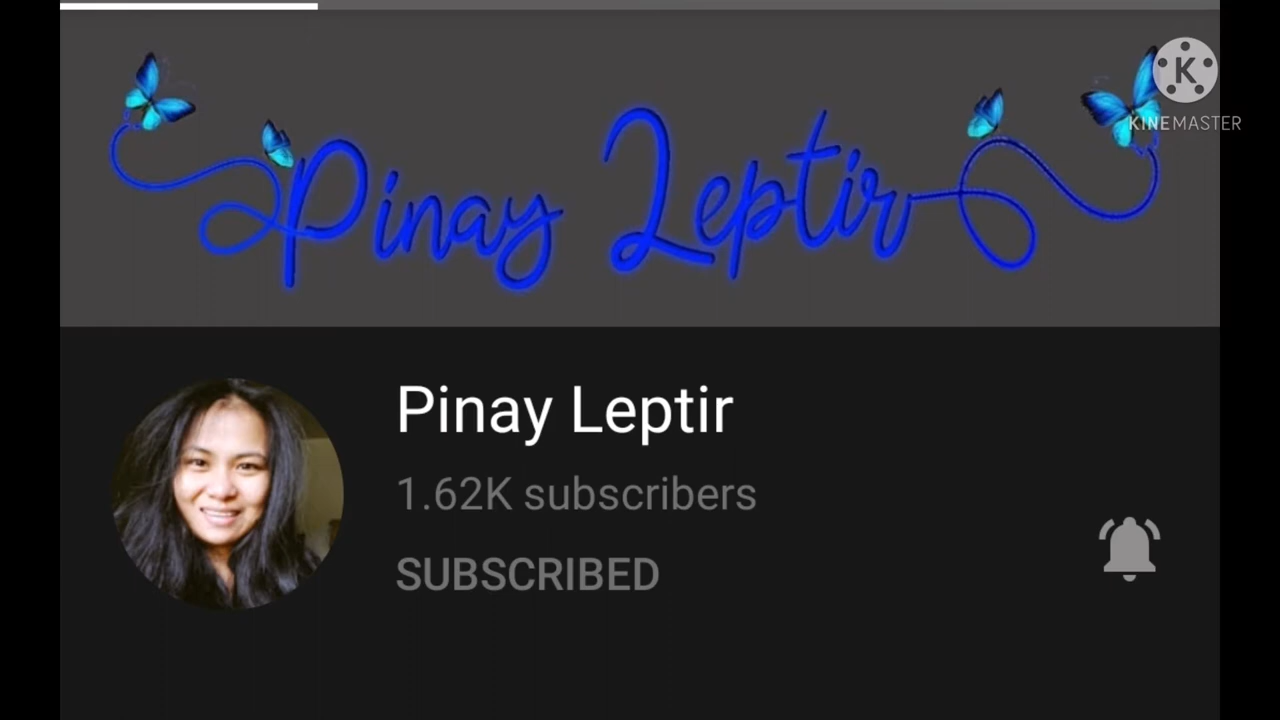 Pinay Leptir
K
KINEMASTER
Pinay Leptir
1.62K subscribers
SUBSCRIBED